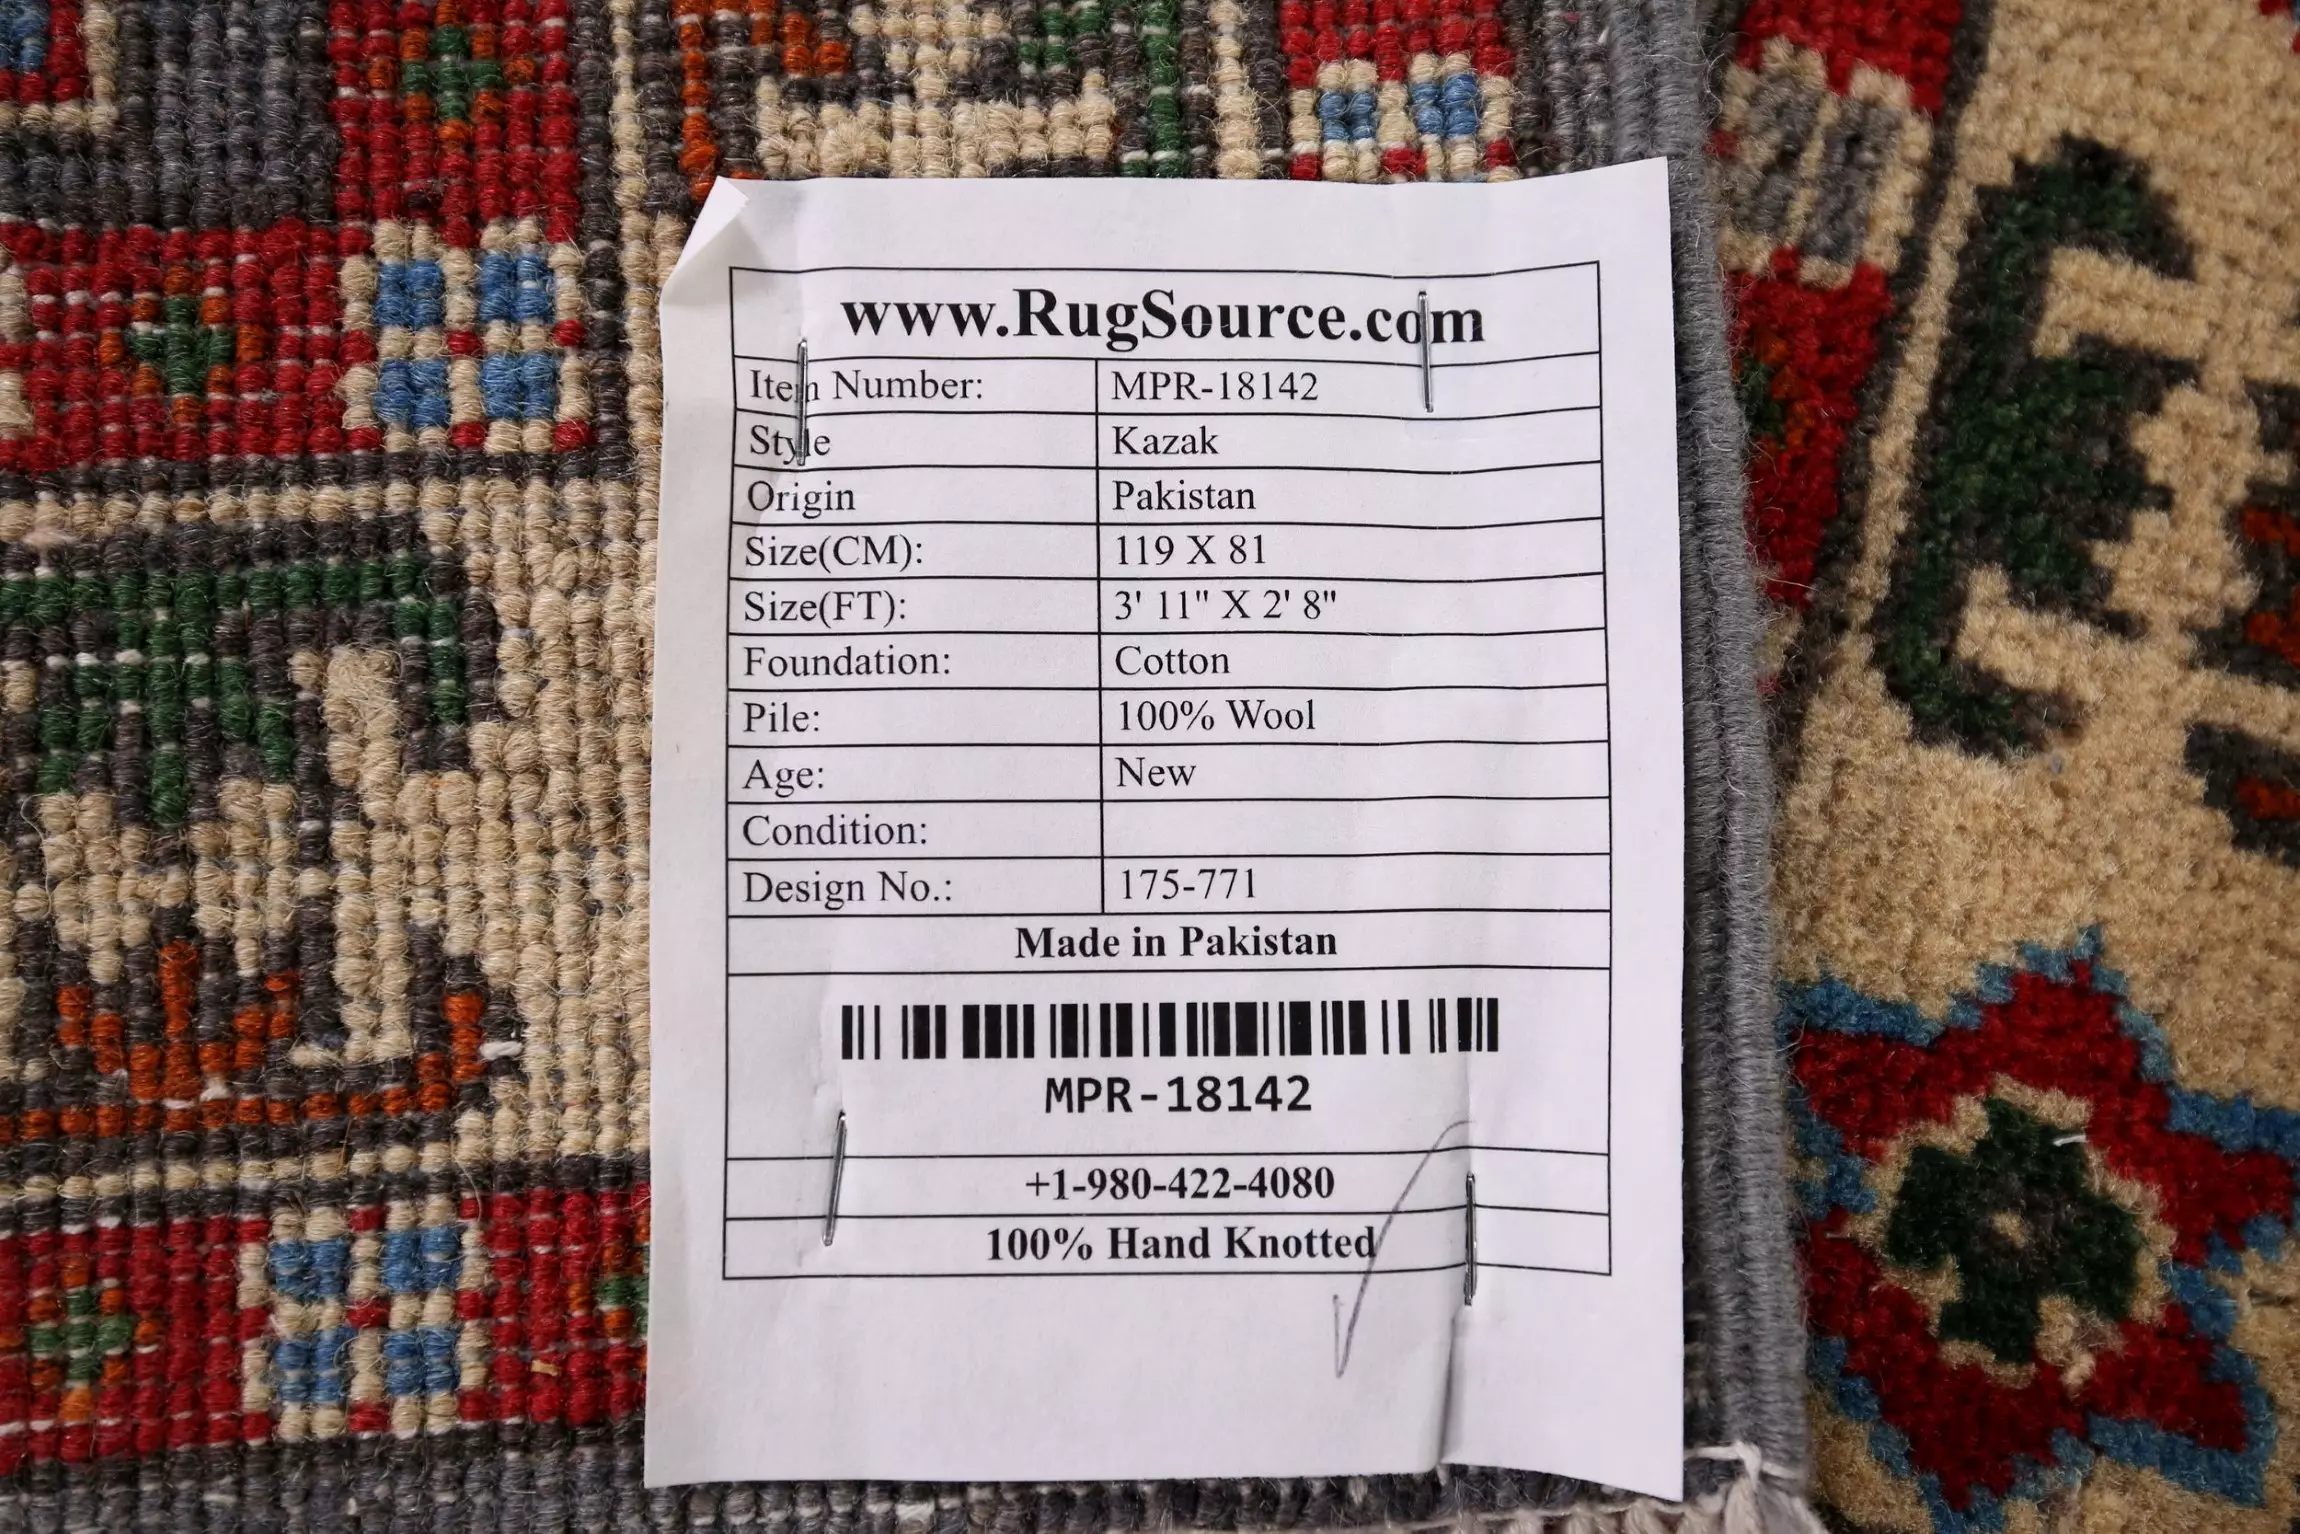 www.RugSource.com
Item Number: MPR-18142
Style Kazak
Origin Pakistan
Size(CM): 119 X 81
Size(FT): 3' 11" X 2' 8"
Foundation: Cotton
Pile: 100% Wool
Age: New
Condition:
Design No.: 175-771
Made in Pakistan
MPR-18142
+1-980-422-4080
100% Hand Knotted